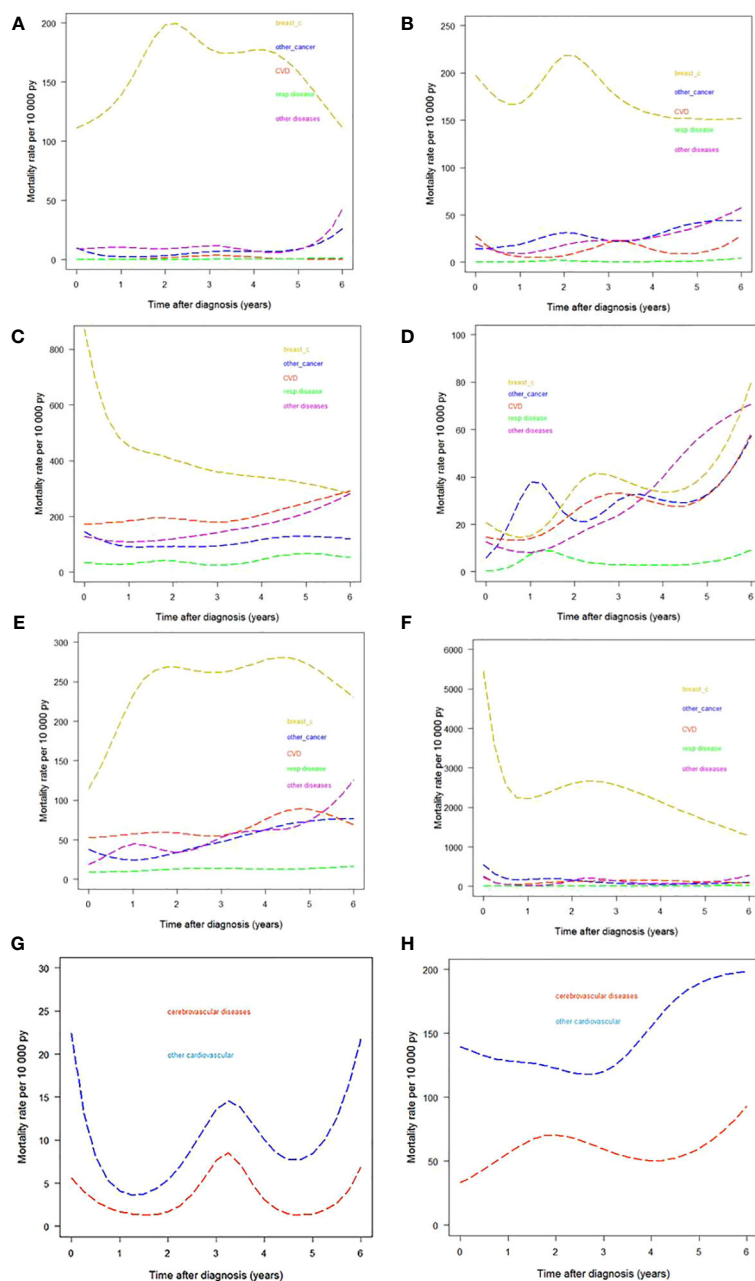 A
Mortality rate per 10 000 py
200
150
100
50
0
breast_c
other_cancer
CVD
resp.disease
other diseases
0 1 2 3 4 5 6
Time after diagnosis (years)
B
Mortality rate per 10 000 py
250
200
150
100
50
0
breast_c
other_cancer
CVD
resp disease
other diseases
0 1 2 3 4 5 6
Time after diagnosis (years)
C
Mortality rate per 10 000 py
800
600
400
200
0
breast_c
other_cancer
CVD
resp.disease
other diseases
0 1 2 3 4 5 6
Time after diagnosis (years)
D
Mortality rate per 10 000 py
100
80
60
40
20
0
breast_c
other_cancer
CVD
resp disease
other diseases
0 1 2 3 4 5 6
Time after diagnosis (years)
E
Mortality rate per 10 000 py
300
250
200
150
100
50
0
breast_c
other_cancer
CVD
resp disease
other diseases
0 1 2 3 4 5 6
Time after diagnosis (years)
F
Mortality rate per 10 000 py
6000
5000
4000
3000
2000
1000
0
breast_c
other_cancer
CVD
resp disease
other diseases
0 1 2 3 4 5 6
Time after diagnosis (years)
G
Mortality rate per 10 000 py
30
25
20
15
10
5
0
cerebrovascular diseases
other cardiovascular
0 1 2 3 4 5 6
Time after diagnosis (years)
H
Mortality rate per 10 000 py
200
150
100
50
0
cerebrovascular diseases
other cardiovascular
0 1 2 3 4 5 6
Time after diagnosis (years)